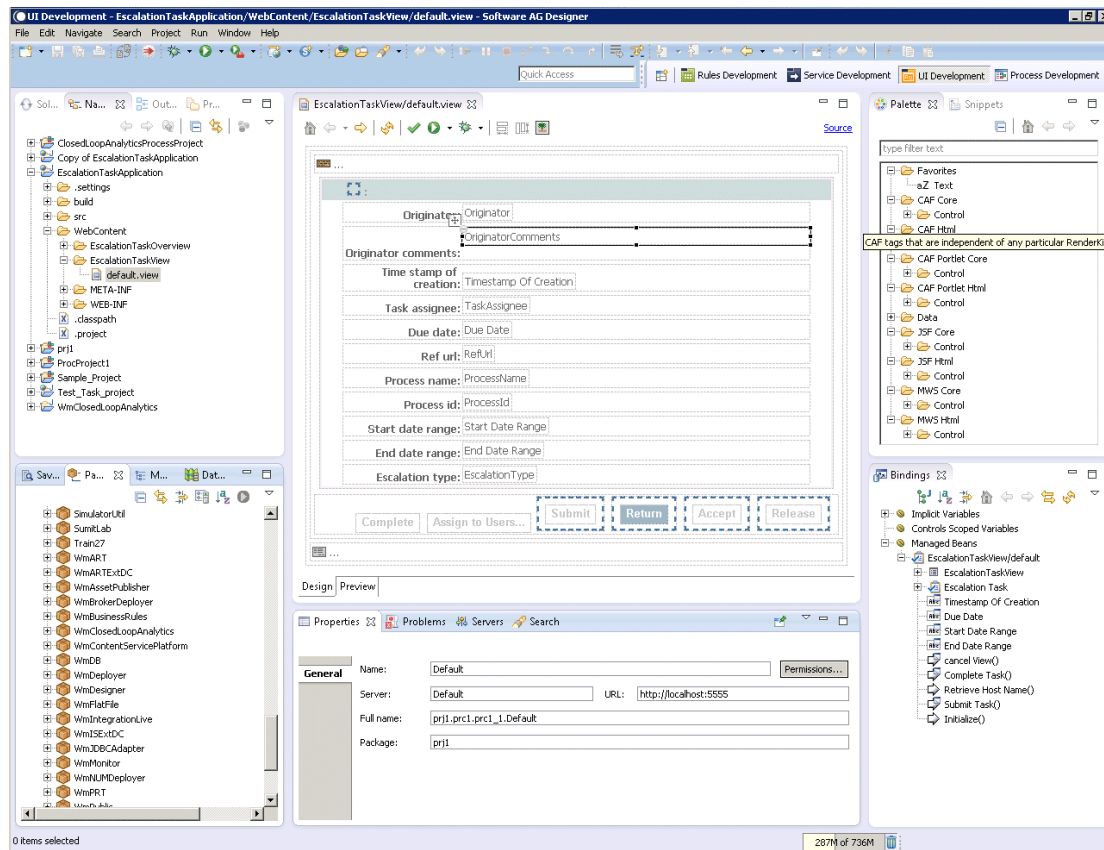 UI Development - EscalationTaskApplication/WebContent/EscalationTaskView/default.view - Software AG Designer
File Edit Navigate Search Project Run Window Help
Quick Access
Rules Development Service Development UI Development Process Development
Sol... Na... Out... Pr...
ClosedLoopAnalyticsProcessProject
Copy of EscalationTaskApplication
EscalationTaskApplication
.settings
build
src
WebContent
EscalationTaskOverview
EscalationTaskView
default.view
META-INF
WEB-INF
.classpath
.project
prj1
ProcProject1
Sample_Project
Test_Task_project
WmClosedLoopAnalytics
Sav... Pa... M... Dat...
SimulatorUtil
SumitLab
Train27
WmART
WmARTExtDC
WmAssetPublisher
WmBrokerDeployer
WmBusinessRules
WmClosedLoopAnalytics
WmContentServicePlatform
WmDB
WmDeployer
WmDesigner
WmFlatFile
WmIntegrationLive
WmISExtDC
WmJDBCAdapter
WmMonitor
WmNUMDeployer
WmPRT
WmPublic
EscalationTaskView/default.view
Source
...
:
Originator: Originator
OriginatorComments
Originator comments:
Time stamp of
creation: Timestamp Of Creation
Task assignee: TaskAssignee
Due date: Due Date
Ref url: RefUrl
Process name: ProcessName
Process id: ProcessId
Start date range: Start Date Range
End date range: End Date Range
Escalation type: EscalationType
Complete Assign to Users... Submit Return Accept Release
...
Design Preview
Properties Problems Servers Search
General
Name: Default Permissions...
Server: Default URL: http://localhost:5555
Full name: prj1.prc1.prc1_1.Default
Package: prj1
Palette Snippets
type filter text
Favorites
aZ Text
CAF Core
Control
CAF Html
CAF tags that are independent of any particular RenderKi
CAF Portlet Core
Control
CAF Portlet Html
Control
Data
JSF Core
Control
JSF Html
Control
MWS Core
Control
MWS Html
Control
Bindings
Implicit Variables
Controls Scoped Variables
Managed Beans
EscalationTaskView/default
EscalationTaskView
Escalation Task
Timestamp Of Creation
Due Date
Start Date Range
End Date Range
cancel View()
Complete Task()
Retrieve Host Name()
Submit Task()
Initialize()
0 items selected
287M of 736M